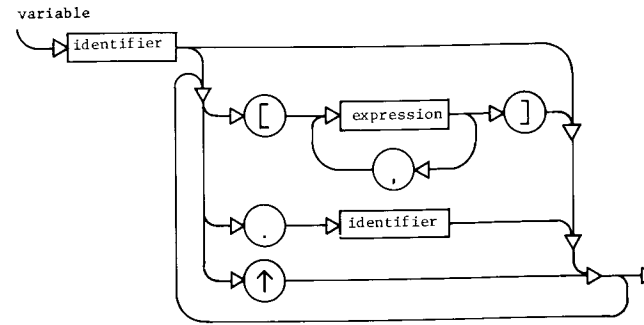 variable
identifier
[
expression
]
,
.
identifier
↑